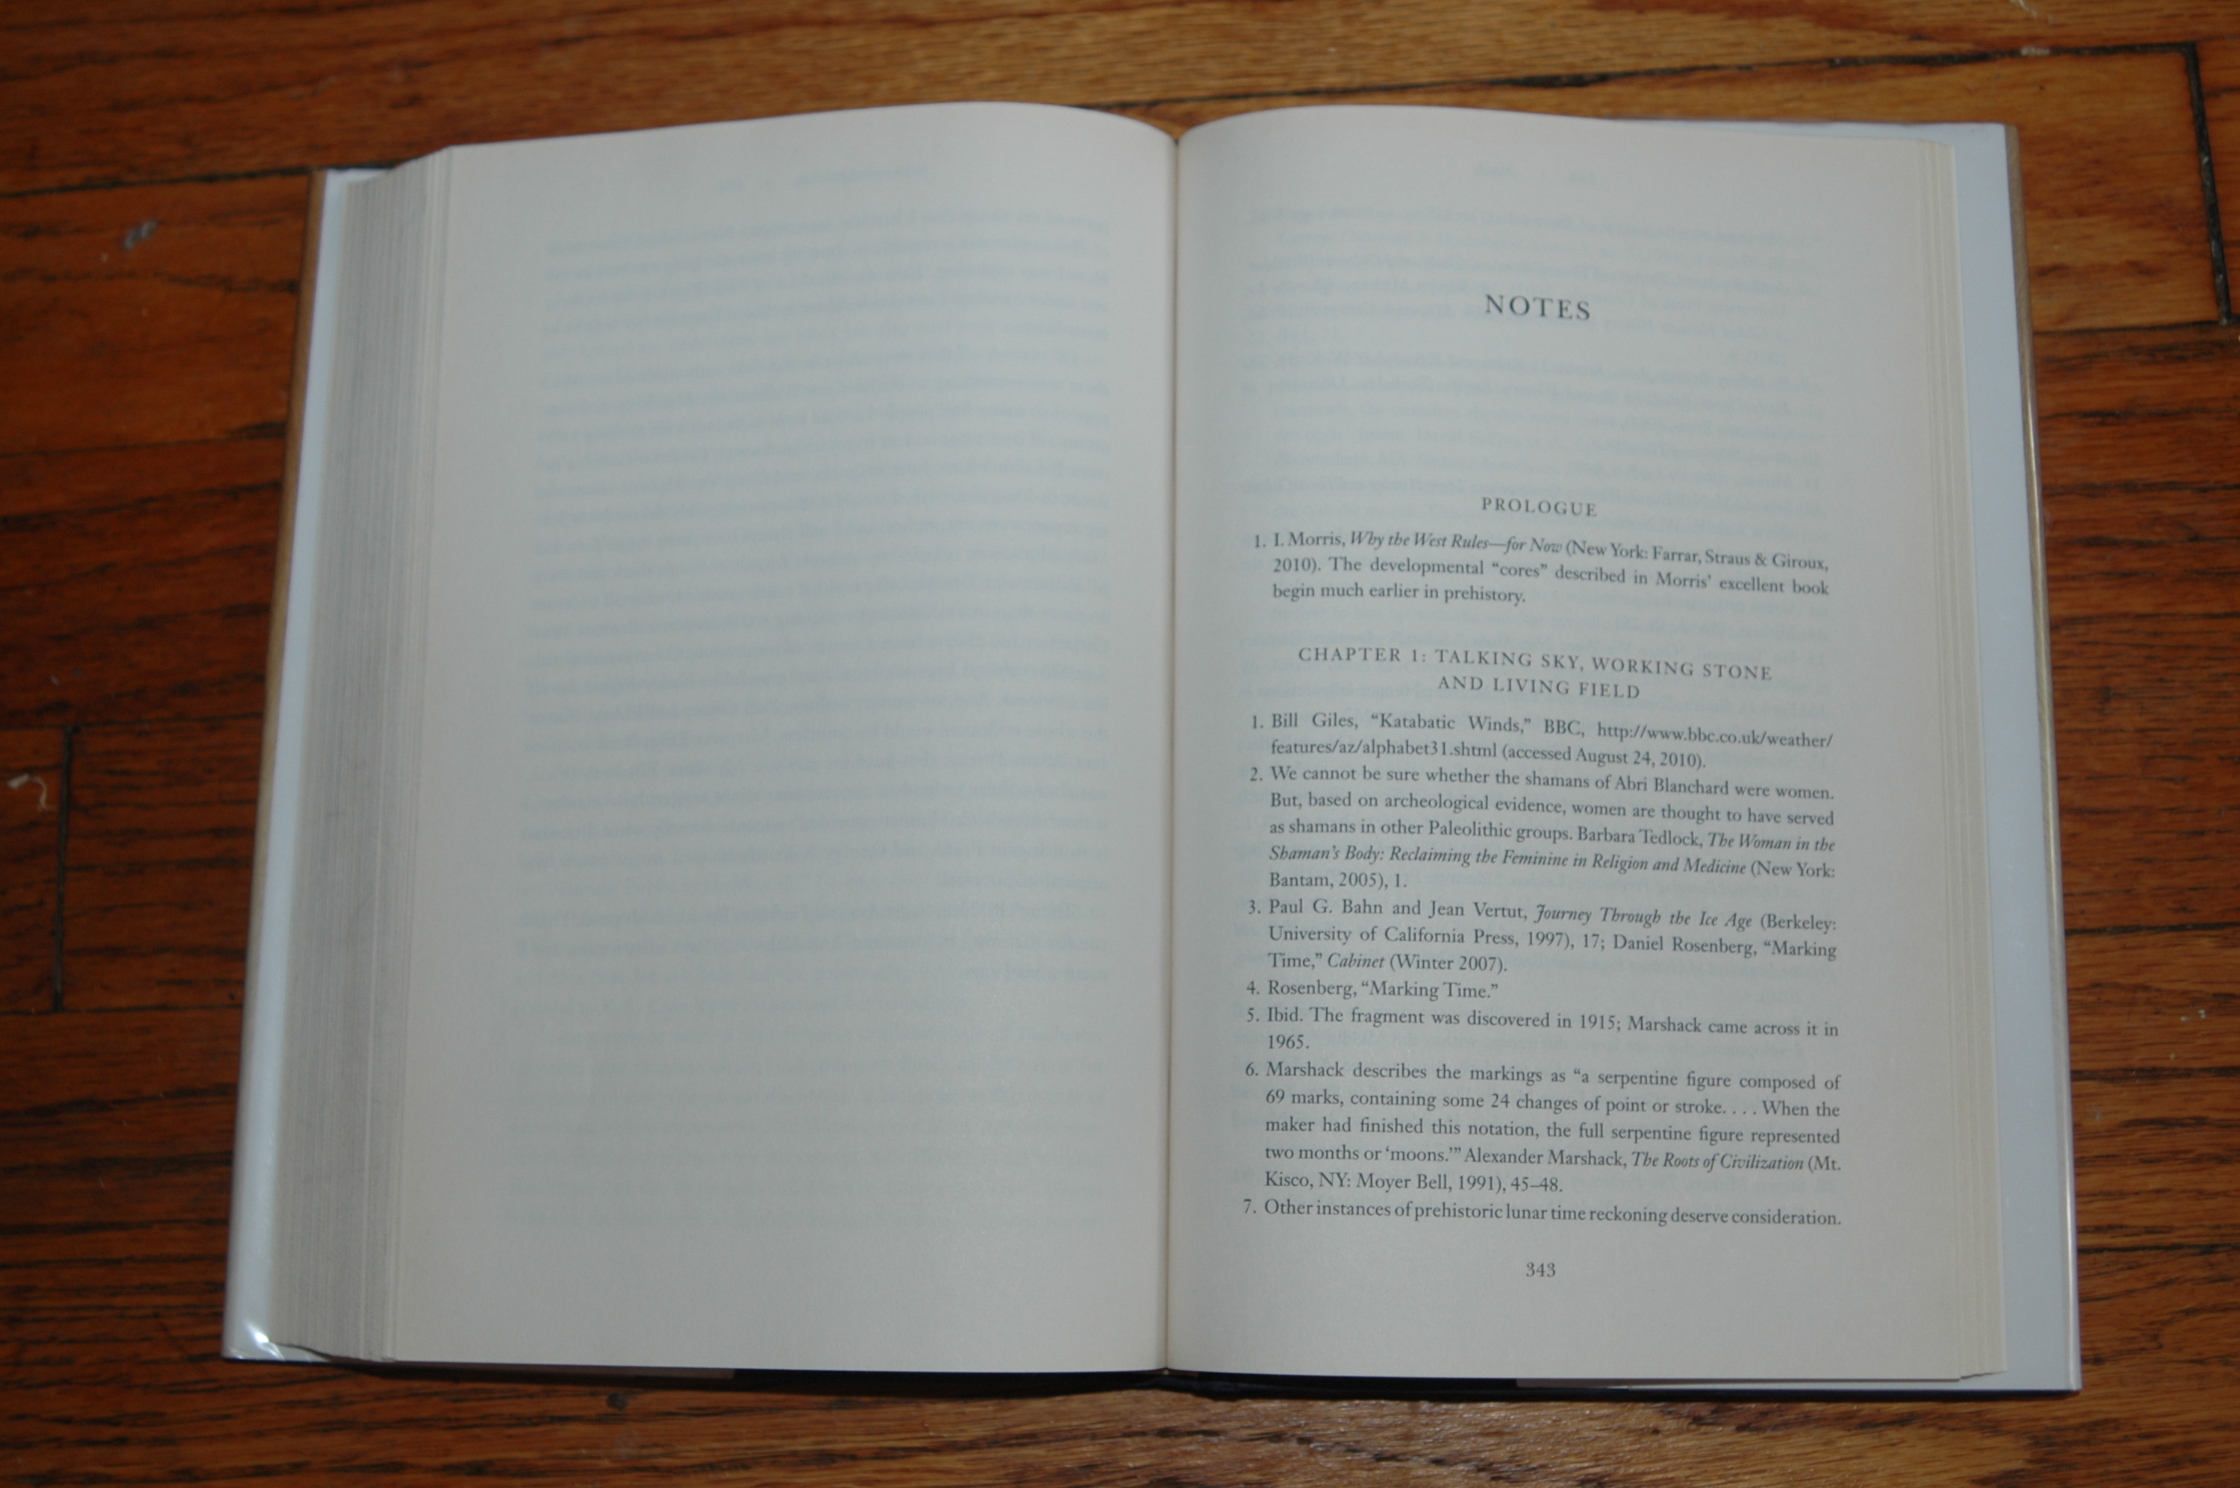 NOTES
PROLOGUE
1. I. Morris, Why the West Rules—for Now (New York: Farrar, Straus & Giroux,
2010). The developmental “cores” described in Morris’ excellent book
begin much earlier in prehistory.
CHAPTER 1: TALKING SKY, WORKING STONE
AND LIVING FIELD
1. Bill Giles, “Katabatic Winds,” BBC, http://www.bbc.co.uk/weather/
features/az/alphabet31.shtml (accessed August 24, 2010).
2. We cannot be sure whether the shamans of Abri Blanchard were women.
But, based on archeological evidence, women are thought to have served
as shamans in other Paleolithic groups. Barbara Tedlock, The Woman in the
Shaman’s Body: Reclaiming the Feminine in Religion and Medicine (New York:
Bantam, 2005), 1.
3. Paul G. Bahn and Jean Vertut, Journey Through the Ice Age (Berkeley:
University of California Press, 1997), 17; Daniel Rosenberg, “Marking
Time,” Cabinet (Winter 2007).
4. Rosenberg, “Marking Time.”
5. Ibid. The fragment was discovered in 1915; Marshack came across it in
1965.
6. Marshack describes the markings as “a serpentine figure composed of
69 marks, containing some 24 changes of point or stroke. . . . When the
maker had finished this notation, the full serpentine figure represented
two months or ‘moons.’” Alexander Marshack, The Roots of Civilization (Mt.
Kisco, NY: Moyer Bell, 1991), 45–48.
7. Other instances of prehistoric lunar time reckoning deserve consideration.
343